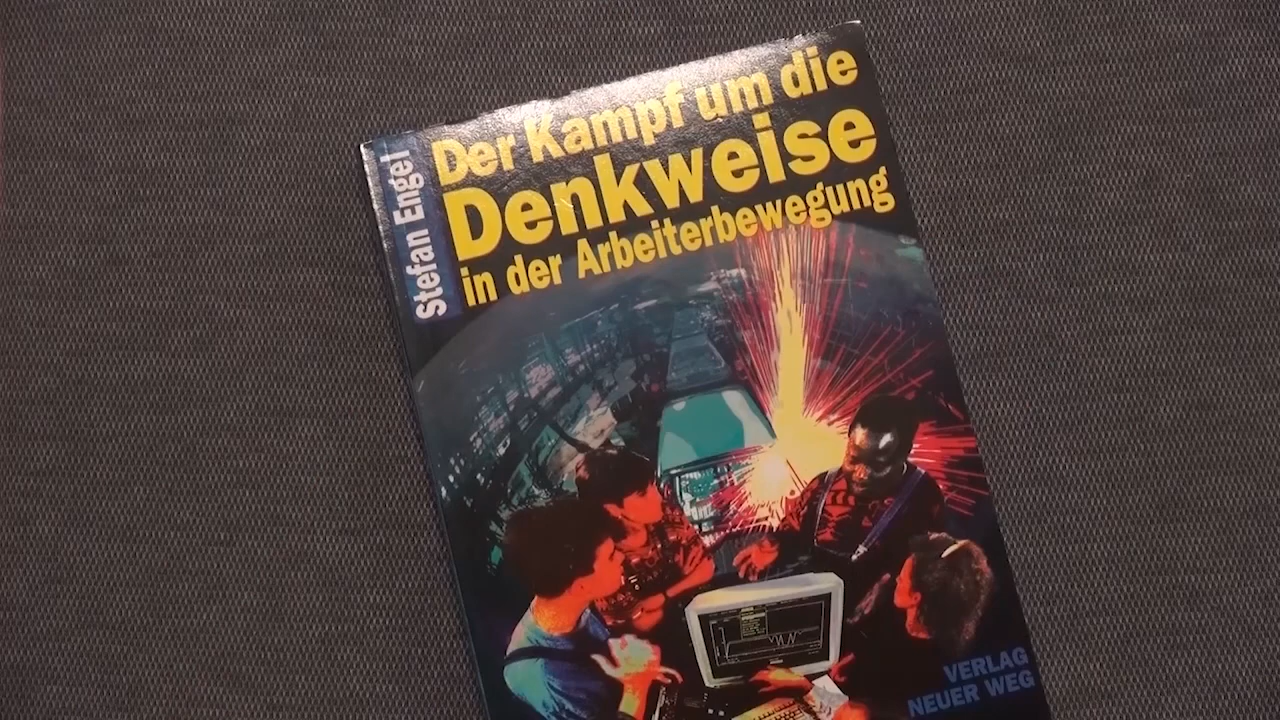 Stefan Engel
Der Kampf um die
Denkweise
in der Arbeiterbewegung
VERLAG
NEUER WEG